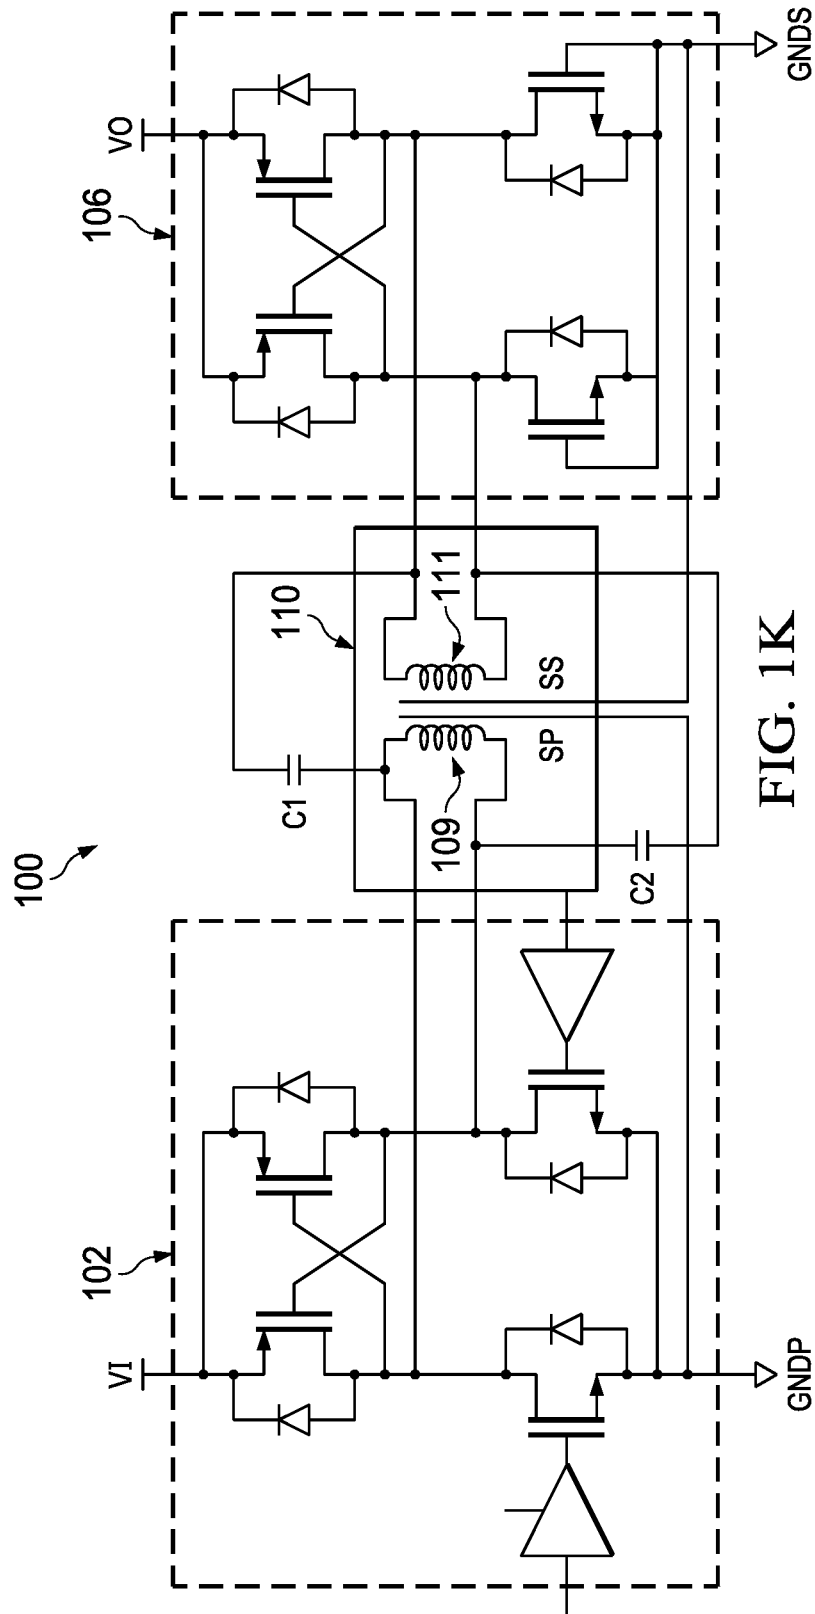 100
102
VI
GNDP
C1
C2
109
SP
SS
110
111
106
VO
GNDS
FIG. 1K